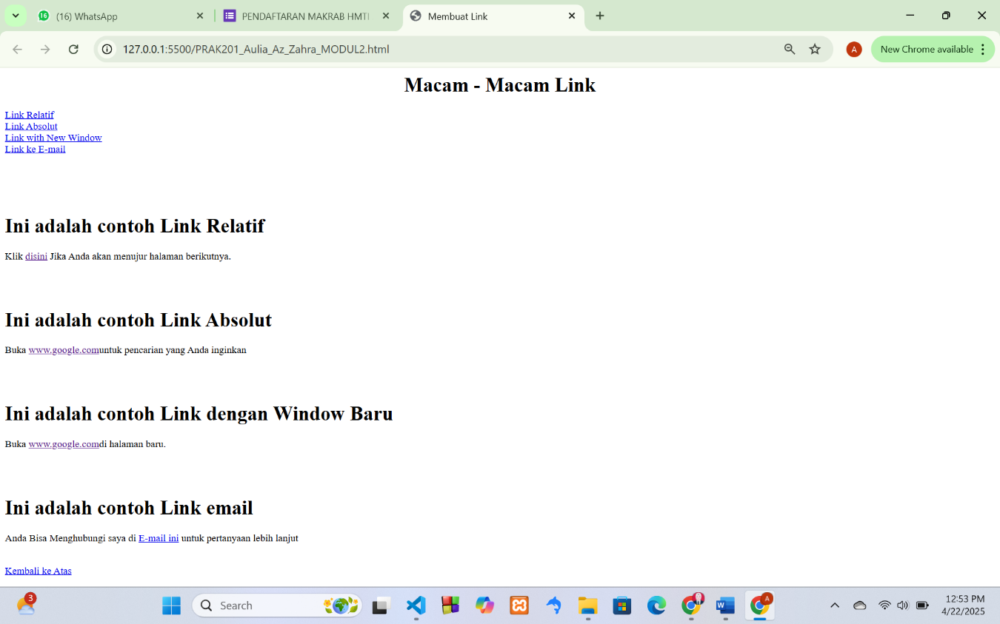 16
(16) WhatsApp
PENDAFTARAN MAKRAB HMTI
Membuat Link
127.0.0.1:5500/PRAK201_Aulia_Az_Zahra_MODUL2.html
A
New Chrome available
Macam - Macam Link
Link Relatif
Link Absolut
Link with New Window
Link ke E-mail
Ini adalah contoh Link Relatif
Klik disini Jika Anda akan menujur halaman berikutnya.
Ini adalah contoh Link Absolut
Buka www.google.comuntuk pencarian yang Anda inginkan
Ini adalah contoh Link dengan Window Baru
Buka www.google.comdi halaman baru.
Ini adalah contoh Link email
Anda Bisa Menghubungi saya di E-mail ini untuk pertanyaan lebih lanjut
Kembali ke Atas
3
Search
W
A
12:53 PM
4/22/2025